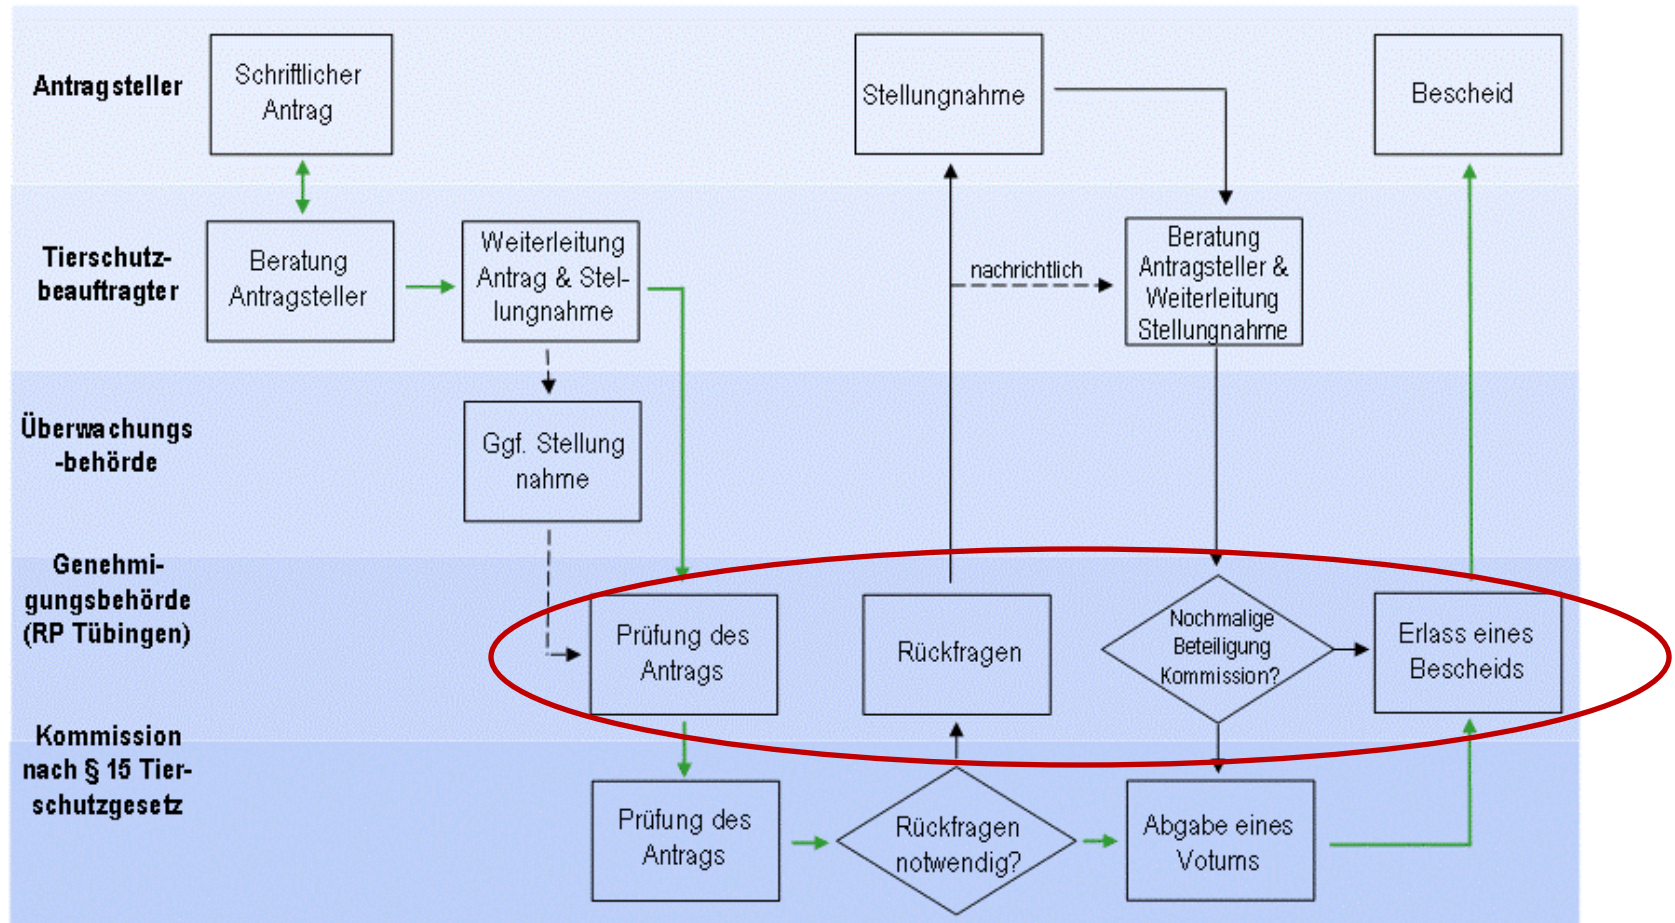 Antragsteller
Schriftlicher
Antrag
Stellungnahme
Bescheid
Tierschutz-
beauftragter
Beratung
Antragsteller
Weiterleitung
Antrag & Stel-
lungnahme
nachrichtlich
Beratung
Antragsteller &
Weiterleitung
Stellungnahme
Überwachungs
-behörde
Ggf. Stellung
nahme
Genehmi-
gungsbehörde
(RP Tübingen)
Prüfung des
Antrags
Rückfragen
Nochmalige
Beteiligung
Kommission?
Erlass eines
Bescheids
Kommission
nach § 15 Tier-
schutzgesetz
Prüfung des
Antrags
Rückfragen
notwendig?
Abgabe eines
Votums